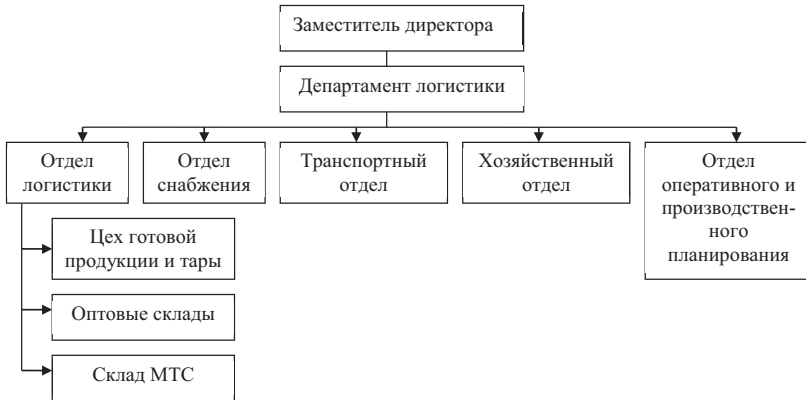 Заместитель директора
Департамент логистики
Отдел
логистики
Отдел
снабжения
Транспортный
отдел
Хозяйственный
отдел
Отдел
оперативного и
производствен-
ного
планирования
Цех готовой
продукции и тары
Оптовые склады
Склад МТС